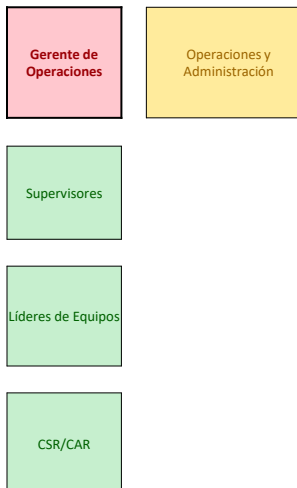 Gerente de
Operaciones
Operaciones y
Administración
Supervisores
Líderes de Equipos
CSR/CAR